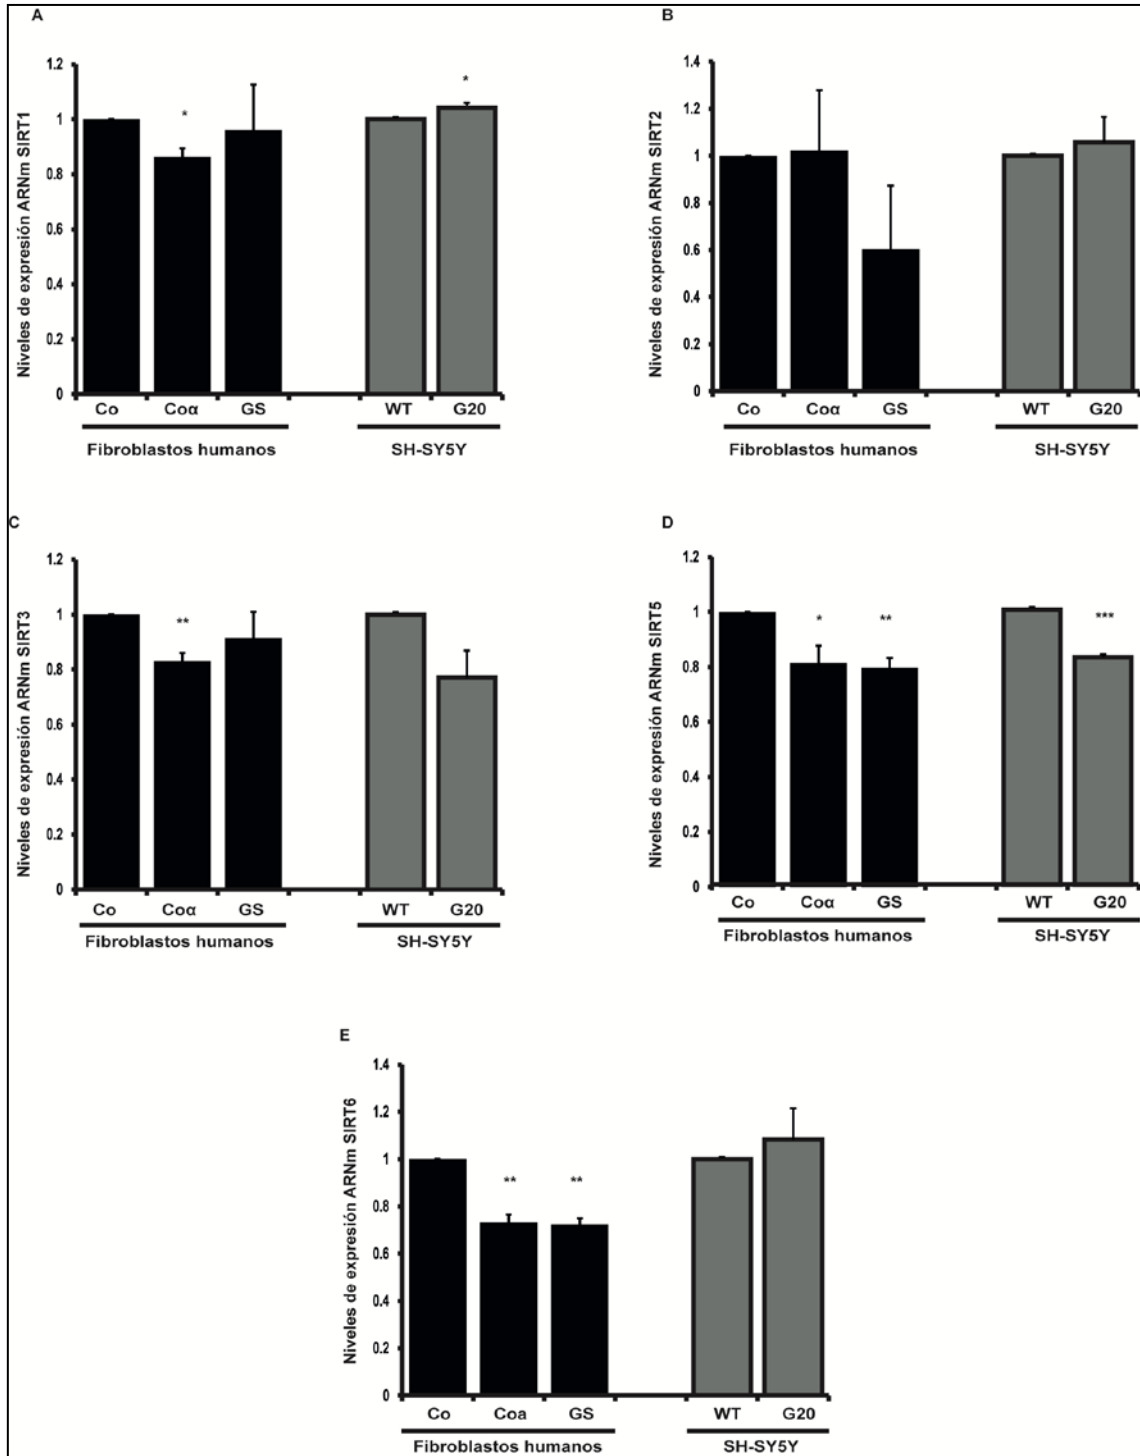 A
Niveles de expresión ARNm SIRT1
1.2
1
0.8
0.6
0.4
0.2
0
*
*
Co Coα GS WT G20
Fibroblastos humanos SH-SY5Y
B
Niveles de expresión ARNm SIRT2
1.4
1.2
1
0.8
0.6
0.4
0.2
0
Co Coα GS WT G20
Fibroblastos humanos SH-SY5Y
C
Niveles de expresión ARNm SIRT3
1.2
1
0.8
0.6
0.4
0.2
0
**
Co Coα GS WT G20
Fibroblastos humanos SH-SY5Y
D
Niveles de expresión ARNm SIRT5
1.2
1
0.8
0.6
0.4
0.2
0
* ** ***
Co Coα GS WT G20
Fibroblastos humanos SH-SY5Y
E
Niveles de expresión ARNm SIRT6
1.4
1.2
1
0.8
0.6
0.4
0.2
0
** **
Co Coa GS WT G20
Fibroblastos humanos SH-SY5Y